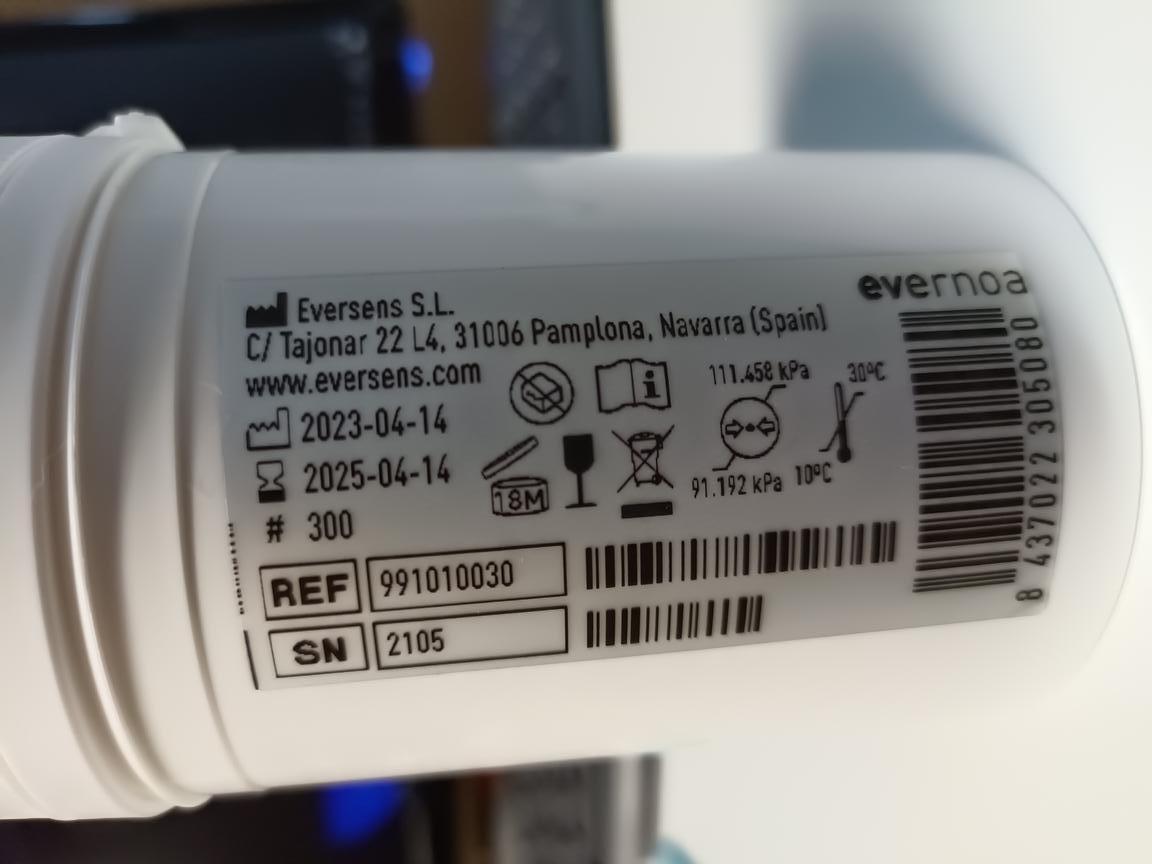 Eversens S.L.
C/ Tajonar 22 L4, 31006 Pamplona, Navarra (Spain)
www.eversens.com
2023-04-14
2025-04-14
# 300
18M
111.458 kPa
91.192 kPa
30ºC
10ºC
REF 991010030
SN 2105
evernoa
8 437022 305080